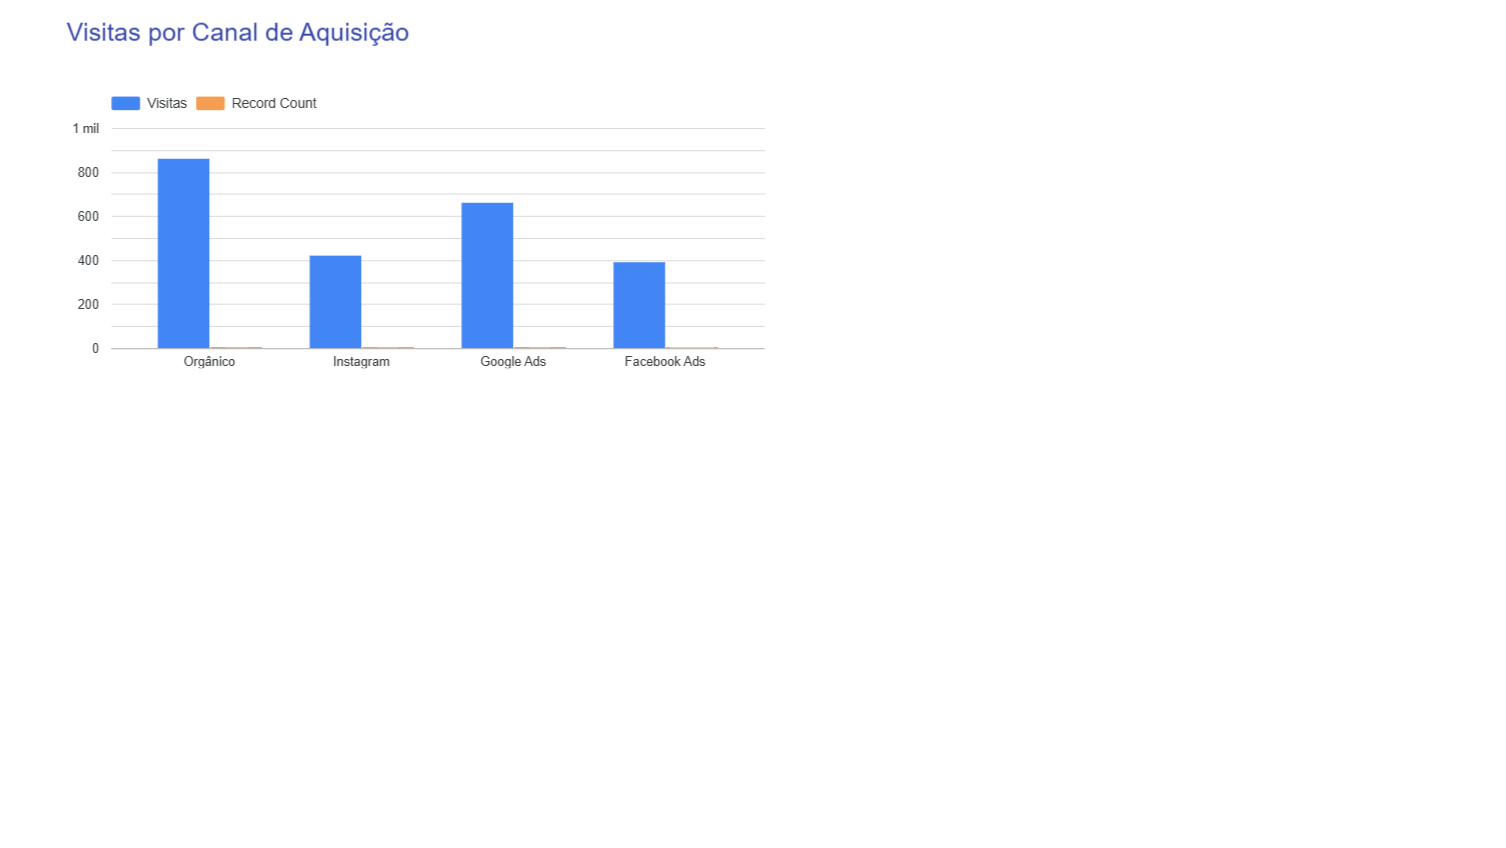 Visitas por Canal de Aquisição
Visitas Record Count
1 mil
800
600
400
200
0
Orgânico Instagram Google Ads Facebook Ads